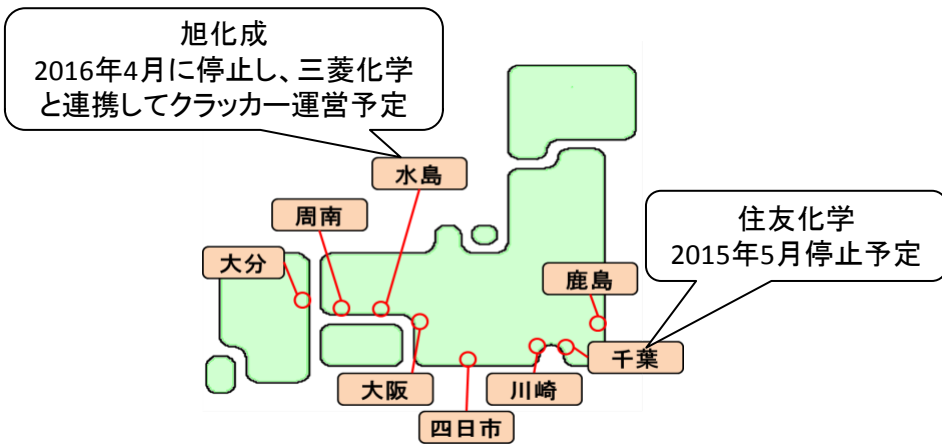 旭化成
2016年4月に停止し、三菱化学
と連携してクラッカー運営予定
水島
周南
住友化学
2015年5月停止予定
大分
鹿島
千葉
大阪
川崎
四日市